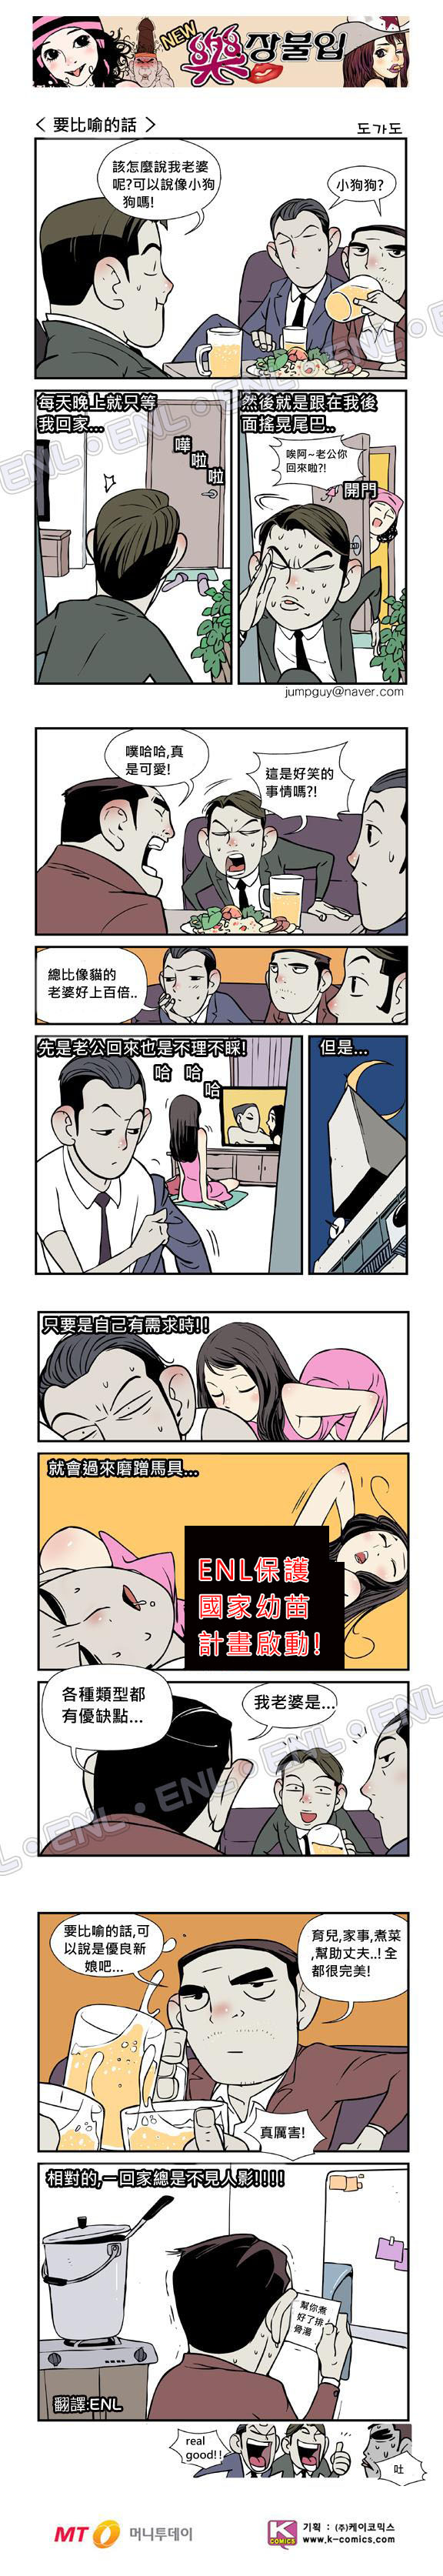 NEW 樂 장불입
< 要比喻的話 >
도가도
該怎麼說我老婆
呢?可以說像小狗
狗嗎!
小狗狗?
每天晚上就只等
我回家...
嘩
啦
啦
然後就是跟在我後
面搖晃尾巴..
唉阿~老公你
回來啦?!
開門
jumpguy@naver.com
噗哈哈,真
是可愛!
這是好笑的
事情嗎?!
總比像貓的
老婆好上百倍..
先是老公回來也是不理不睬!
哈 哈
哈
但是...
只要是自己有需求時!!
就會過來磨蹭馬具...
ENL保護
國家幼苗
計畫啟動!
各種類型都
有優缺點...
我老婆是...
要比喻的話,可
以說是優良新
娘吧...
育兒,家事,煮菜
,幫助丈夫..! 全
都很完美!
真厲害!
相對的,一回家總是不見人影!!!!
幫你煮
好了排
骨湯
翻譯:ENL
real
good!!
吐
MT 머니투데이
K COMICS
기획 : (주)케이코믹스
www.k-comics.com
ENL